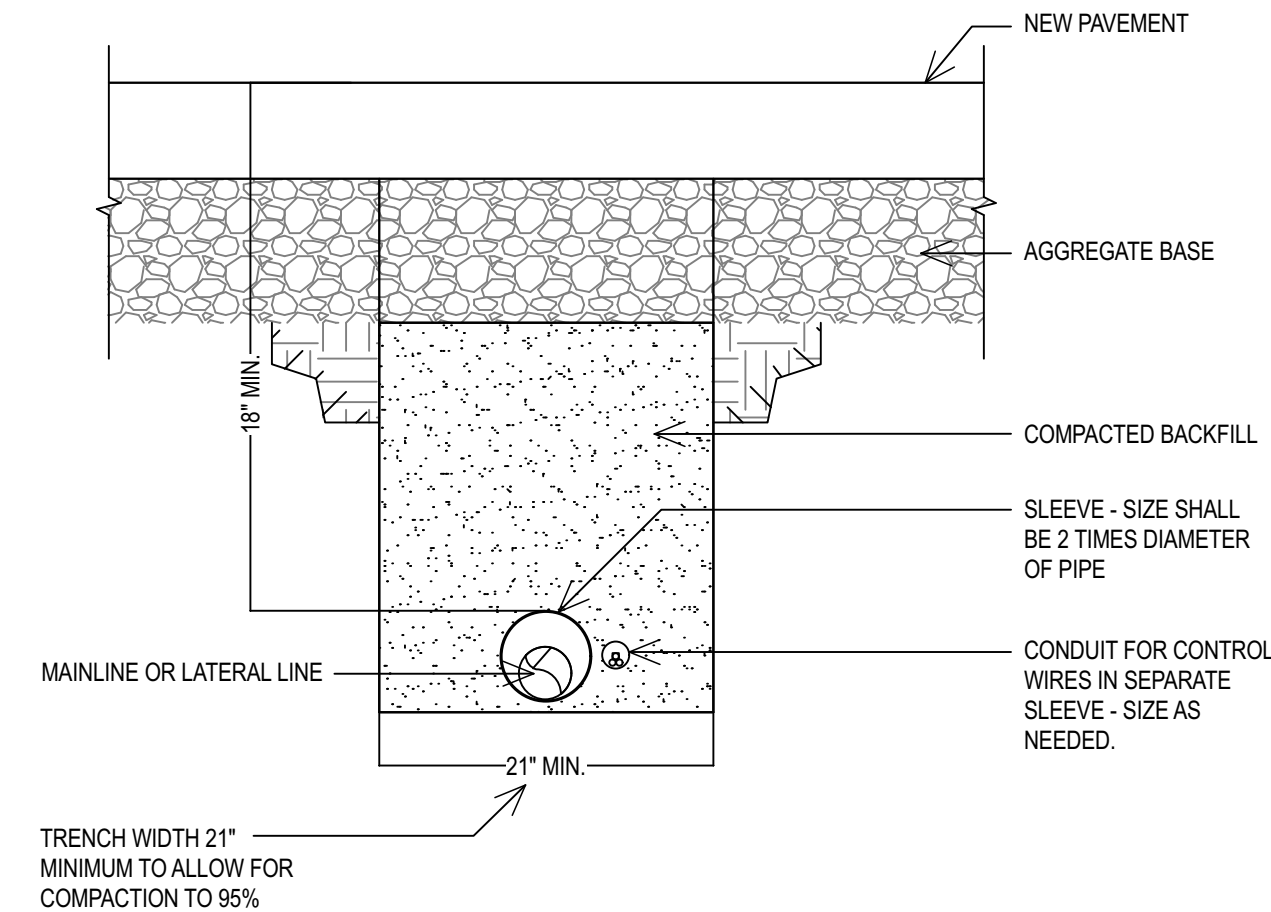 NEW PAVEMENT
AGGREGATE BASE
18" MIN.
COMPACTED BACKFILL
SLEEVE - SIZE SHALL
BE 2 TIMES DIAMETER
OF PIPE
MAINLINE OR LATERAL LINE
CONDUIT FOR CONTROL
WIRES IN SEPARATE
SLEEVE - SIZE AS
NEEDED.
21" MIN.
TRENCH WIDTH 21"
MINIMUM TO ALLOW FOR
COMPACTION TO 95%